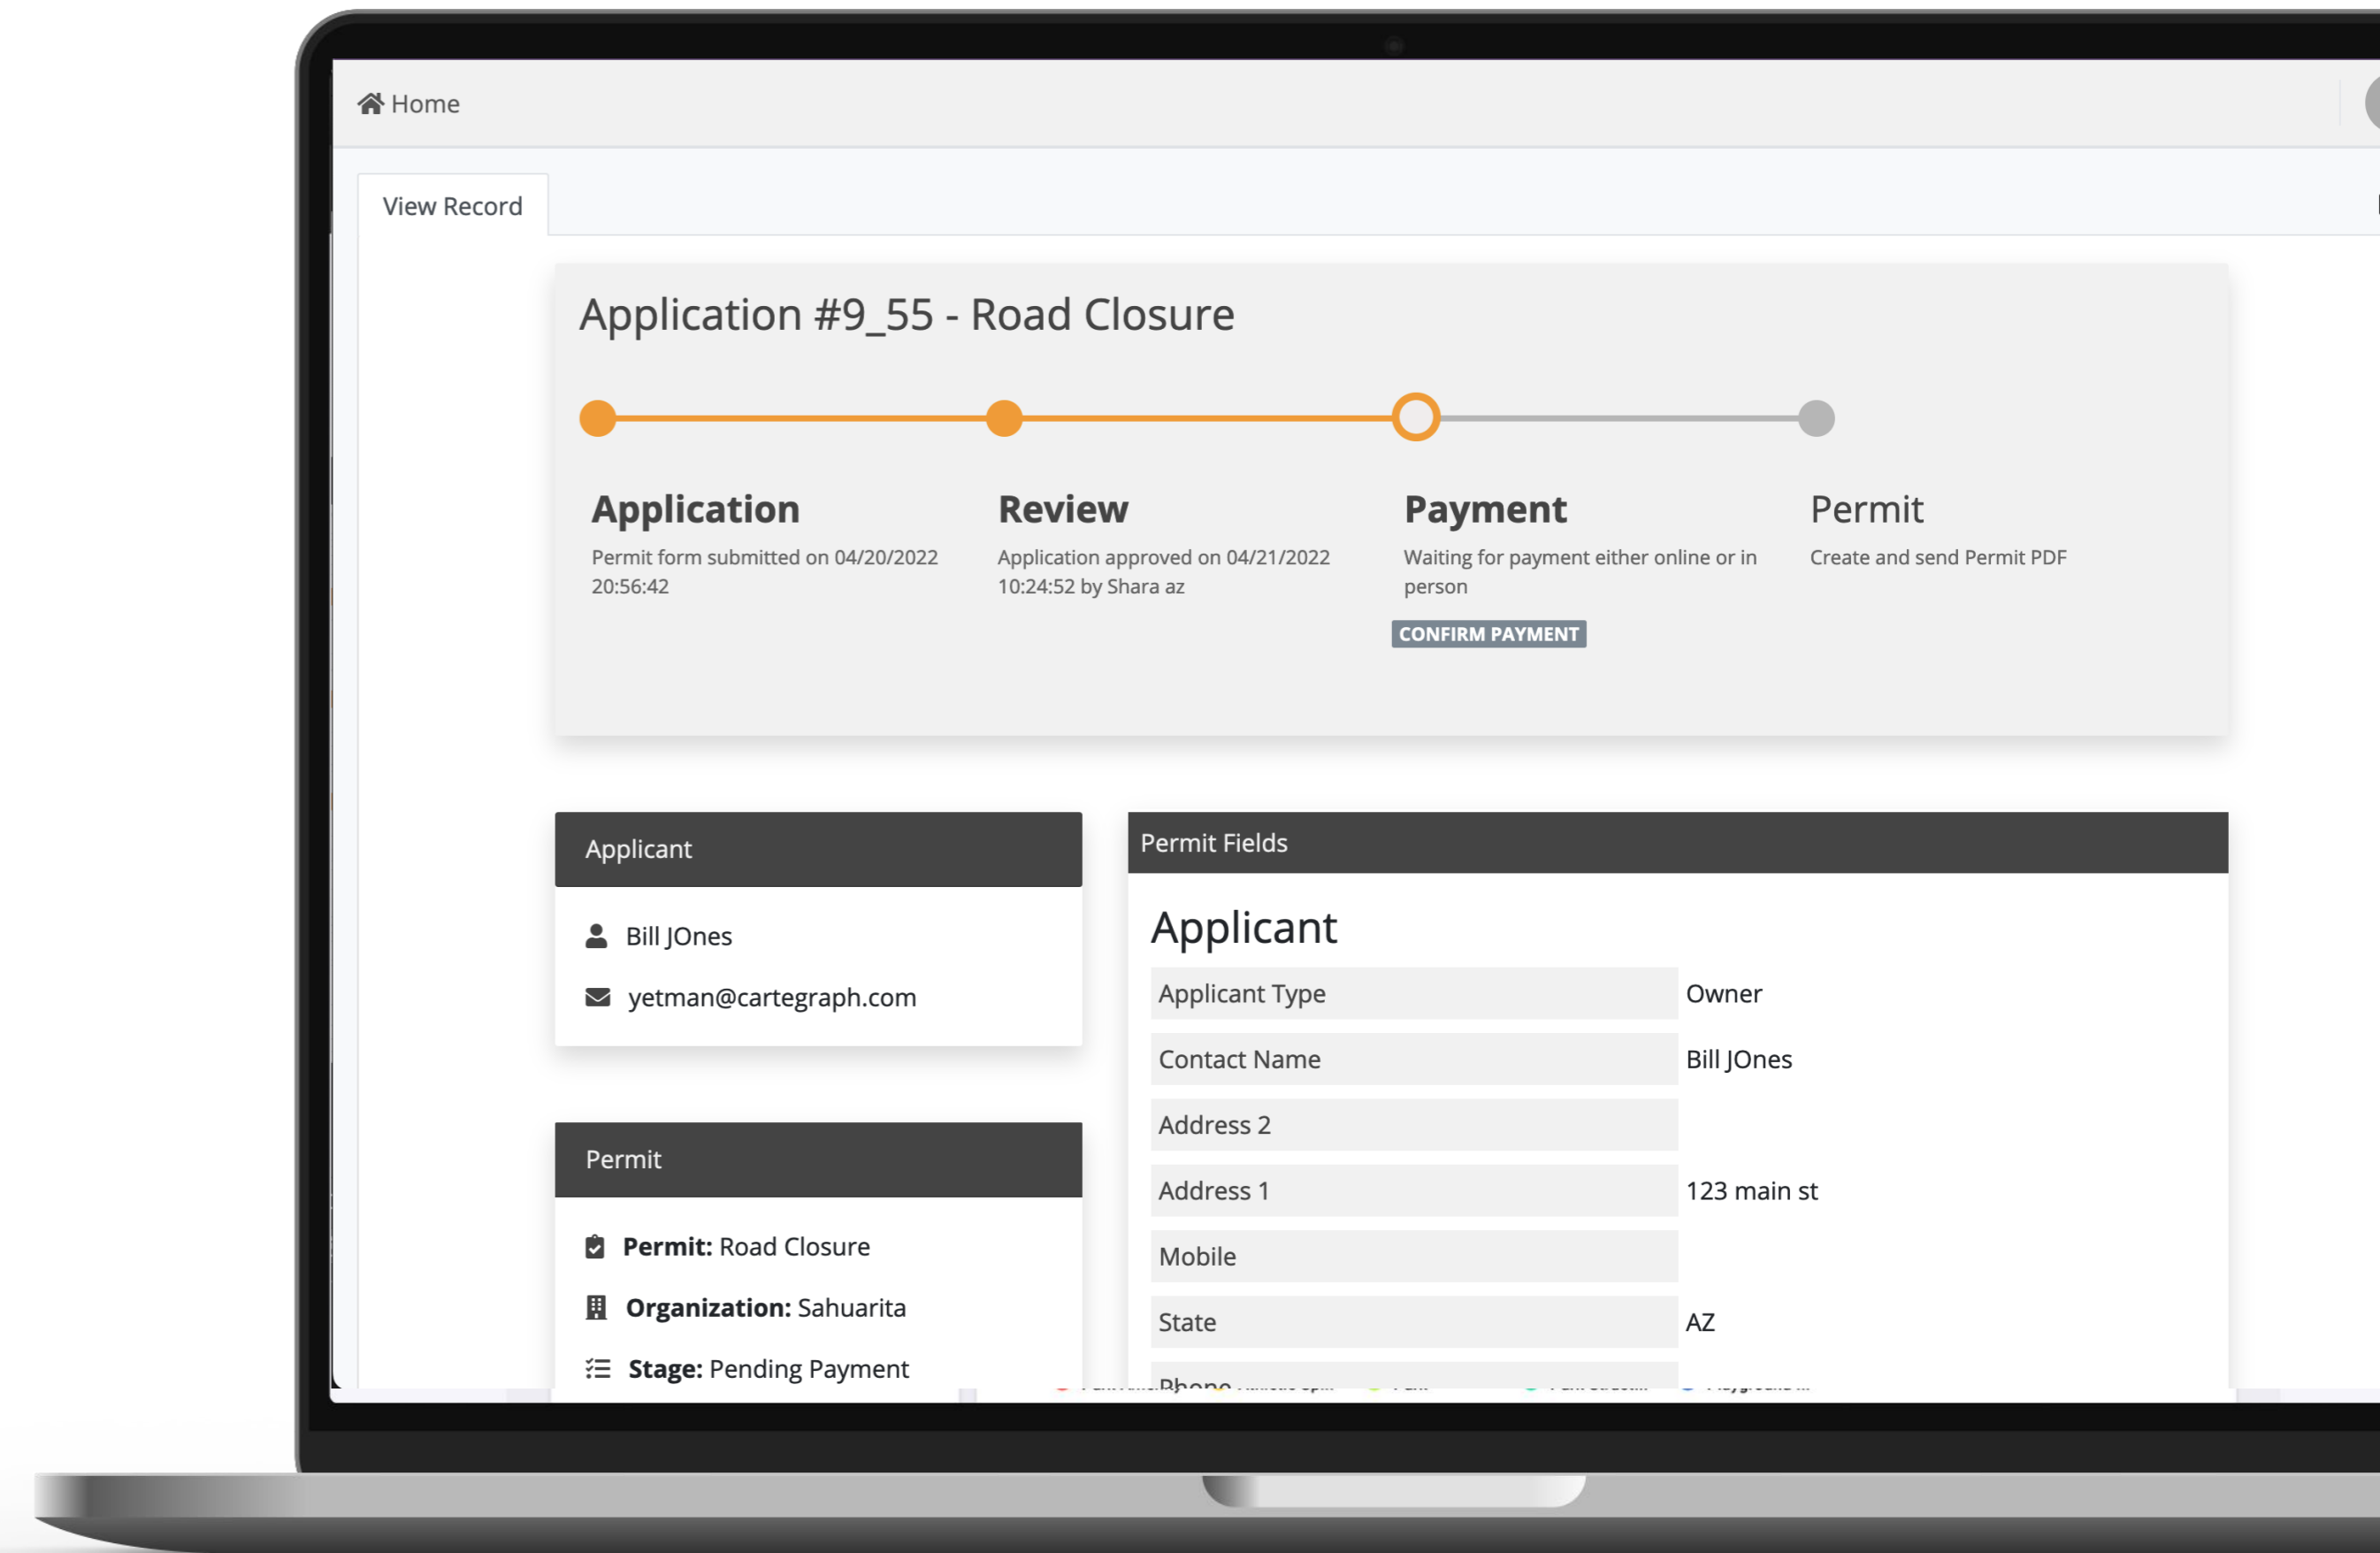 Home
View Record
Application #9_55 - Road Closure
Application
Permit form submitted on 04/20/2022
20:56:42
Review
Application approved on 04/21/2022
10:24:52 by Shara az
Payment
Waiting for payment either online or in
person
CONFIRM PAYMENT
Permit
Create and send Permit PDF
Applicant
Bill JOnes
yetman@cartegraph.com
Permit
Permit: Road Closure
Organization: Sahuarita
Stage: Pending Payment
Permit Fields
Applicant
Applicant Type Owner
Contact Name Bill JOnes
Address 2
Address 1 123 main st
Mobile
State AZ
Phone